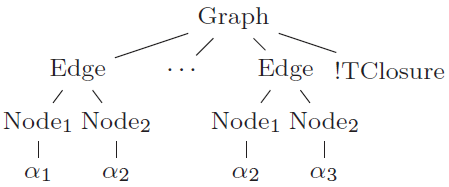 Graph
Edge ··· Edge !TClosure
Node₁ Node₂ Node₁ Node₂
α₁ α₂ α₂ α₃